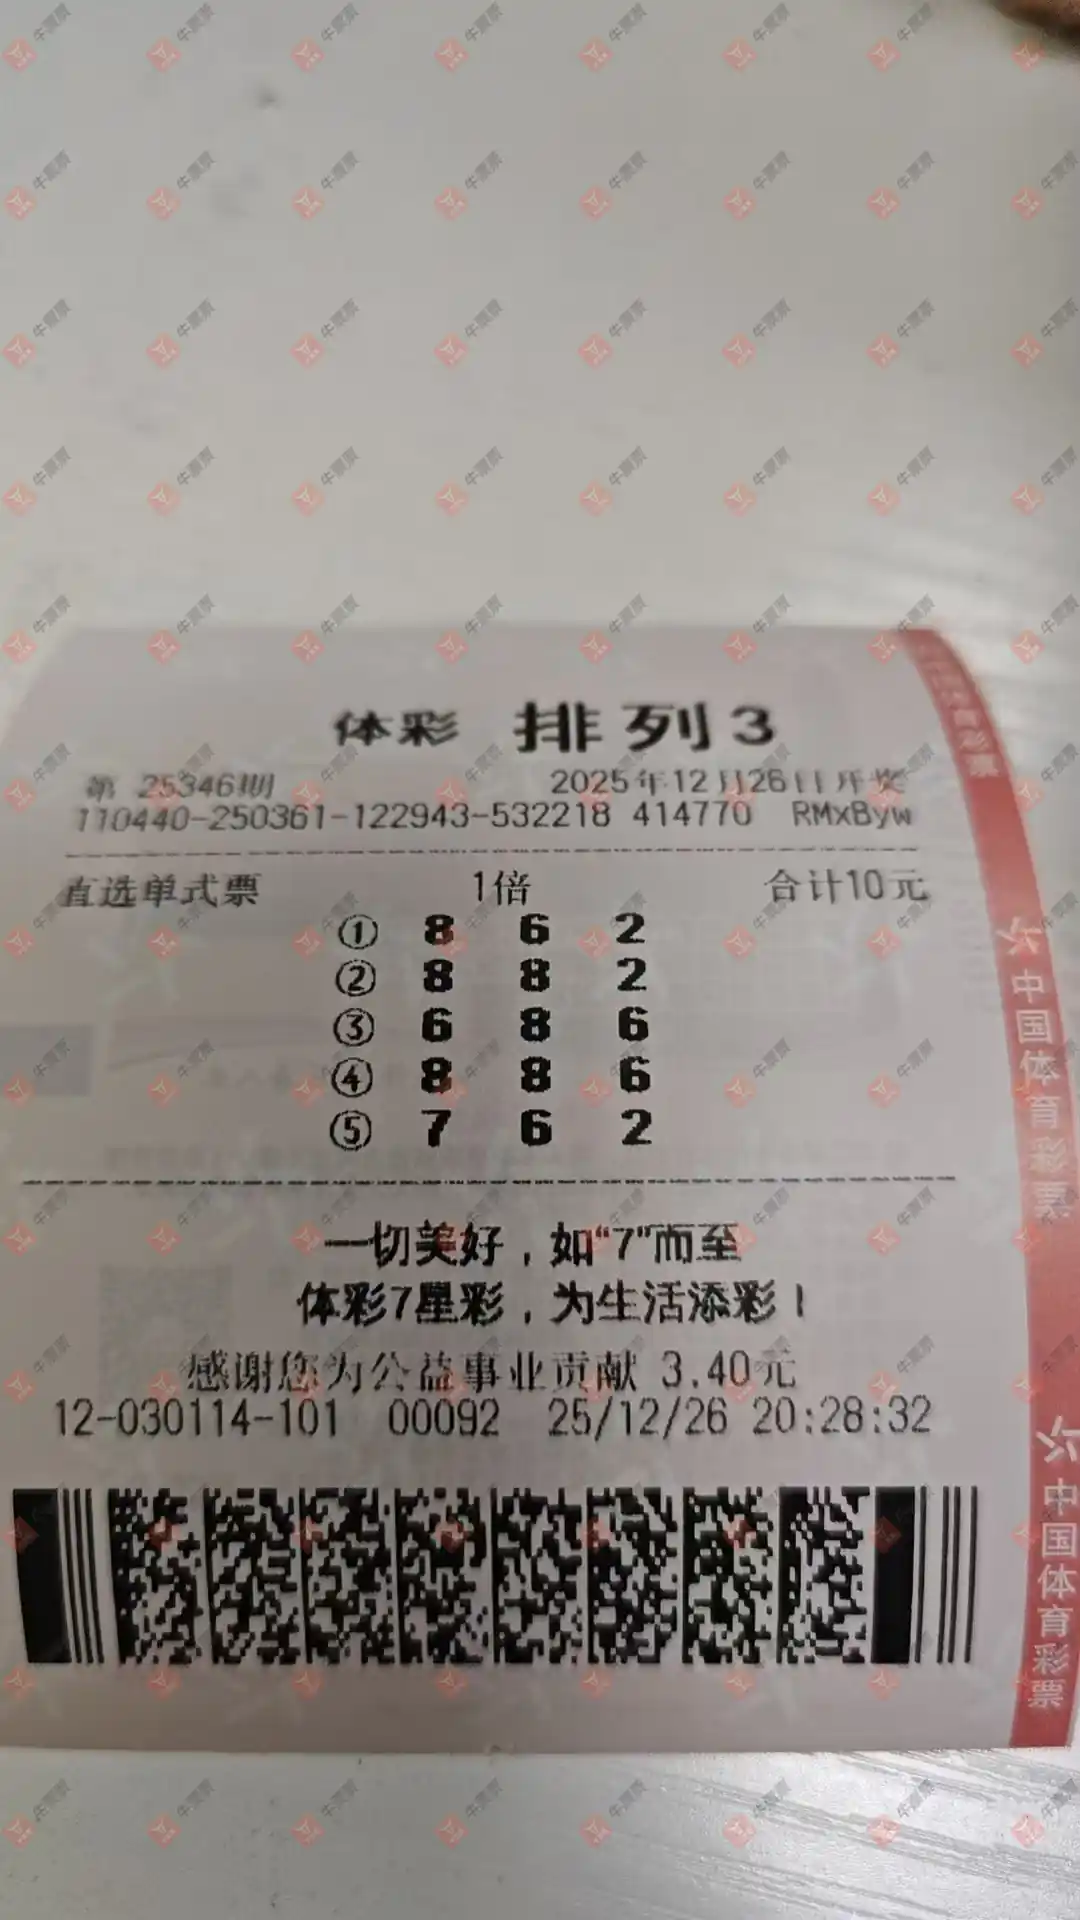 体彩 排列3
第 25346期 2025年12月26日开奖
110440-250361-122943-532218 414770 RMxByw
直选单式票 1倍 合计10元
① 8 6 2
② 8 8 2
③ 6 8 6
④ 8 8 6
⑤ 7 6 2
一切美好，如“7”而至
体彩7星彩，为生活添彩！
感谢您为公益事业贡献 3.40元
12-030114-101 00092 25/12/26 20:28:32
中国体育彩票
中国体育彩票